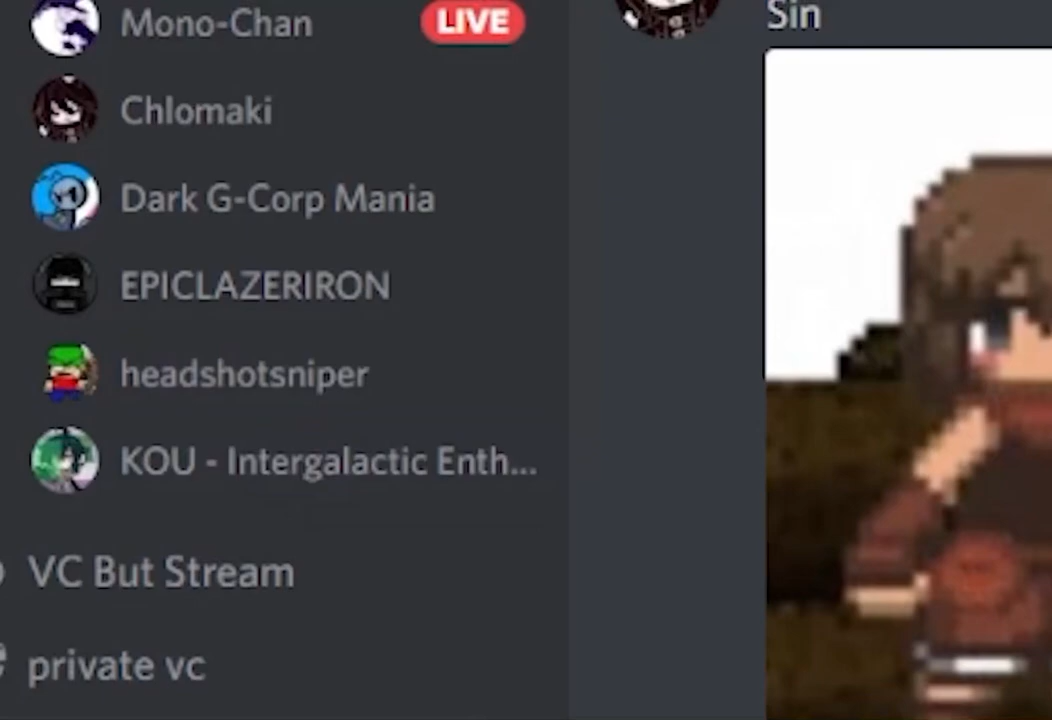 Mono-Chan LIVE
Sin
Chlomaki
Dark G-Corp Mania
EPICLAZERIRON
headshotsniper
KOU - Intergalactic Enth...
VC But Stream
private vc